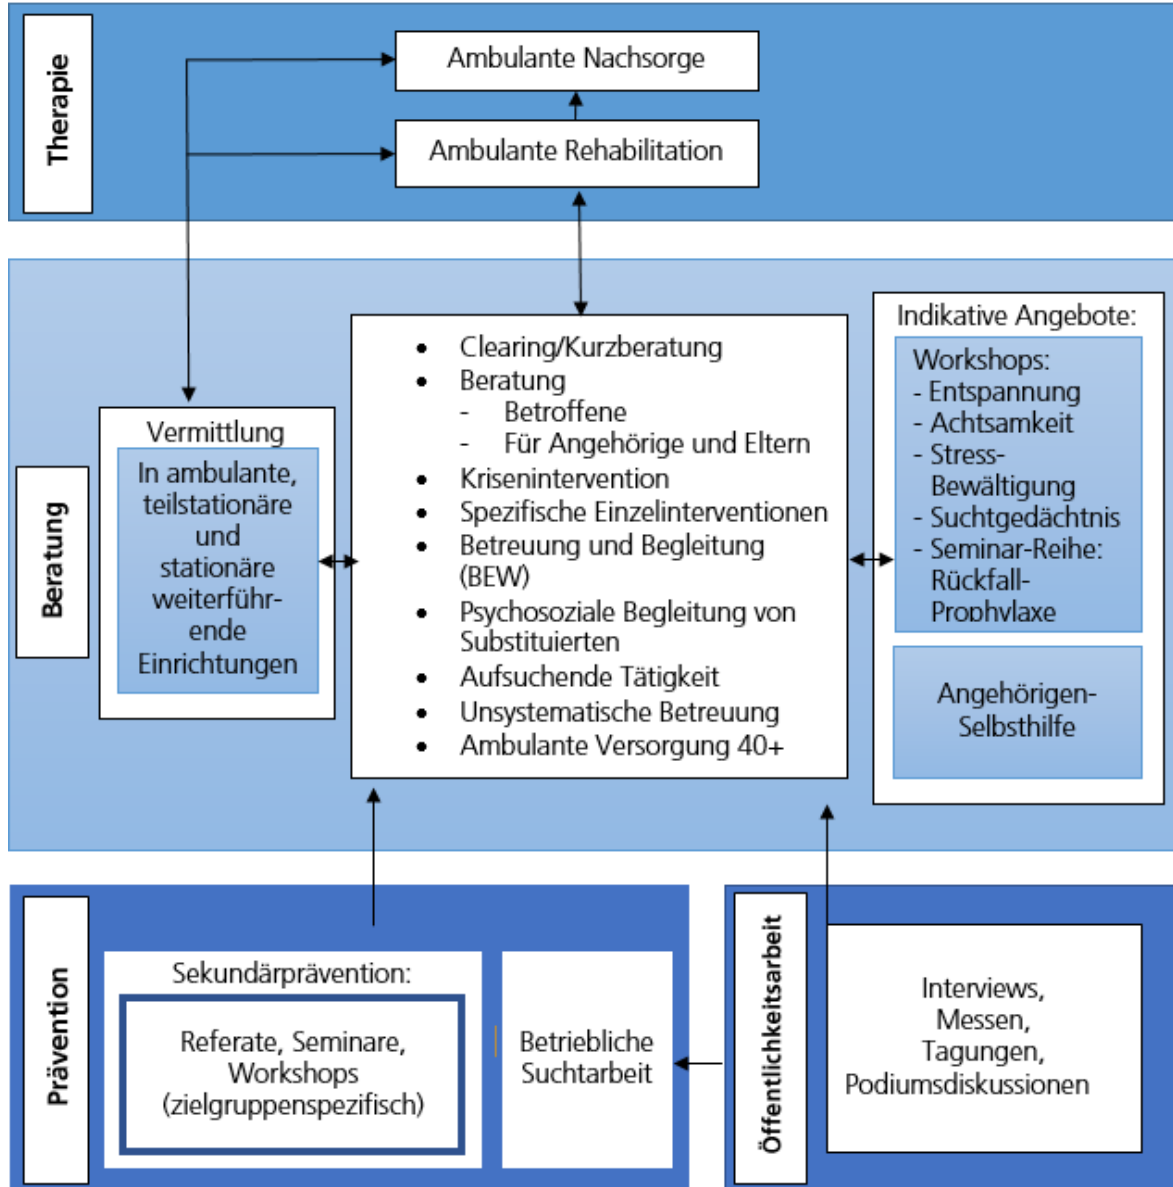 Therapie
Ambulante Nachsorge
Ambulante Rehabilitation
Beratung
Vermittlung
In ambulante,
teilstationäre
und
stationäre
weiterführ-
ende
Einrichtungen
• Clearing/Kurzberatung
• Beratung
- Betroffene
- Für Angehörige und Eltern
• Krisenintervention
• Spezifische Einzelinterventionen
• Betreuung und Begleitung
(BEW)
• Psychosoziale Begleitung von
Substituierten
• Aufsuchende Tätigkeit
• Unsystematische Betreuung
• Ambulante Versorgung 40+
Indikative Angebote:
Workshops:
- Entspannung
- Achtsamkeit
- Stress-
Bewältigung
- Suchtgedächtnis
- Seminar-Reihe:
Rückfall-
Prophylaxe
Angehörigen-
Selbsthilfe
Prävention
Sekundärprävention:
Referate, Seminare,
Workshops
(zielgruppenspezifisch)
Betriebliche
Suchtarbeit
Öffentlichkeitsarbeit
Interviews,
Messen,
Tagungen,
Podiumsdiskussionen